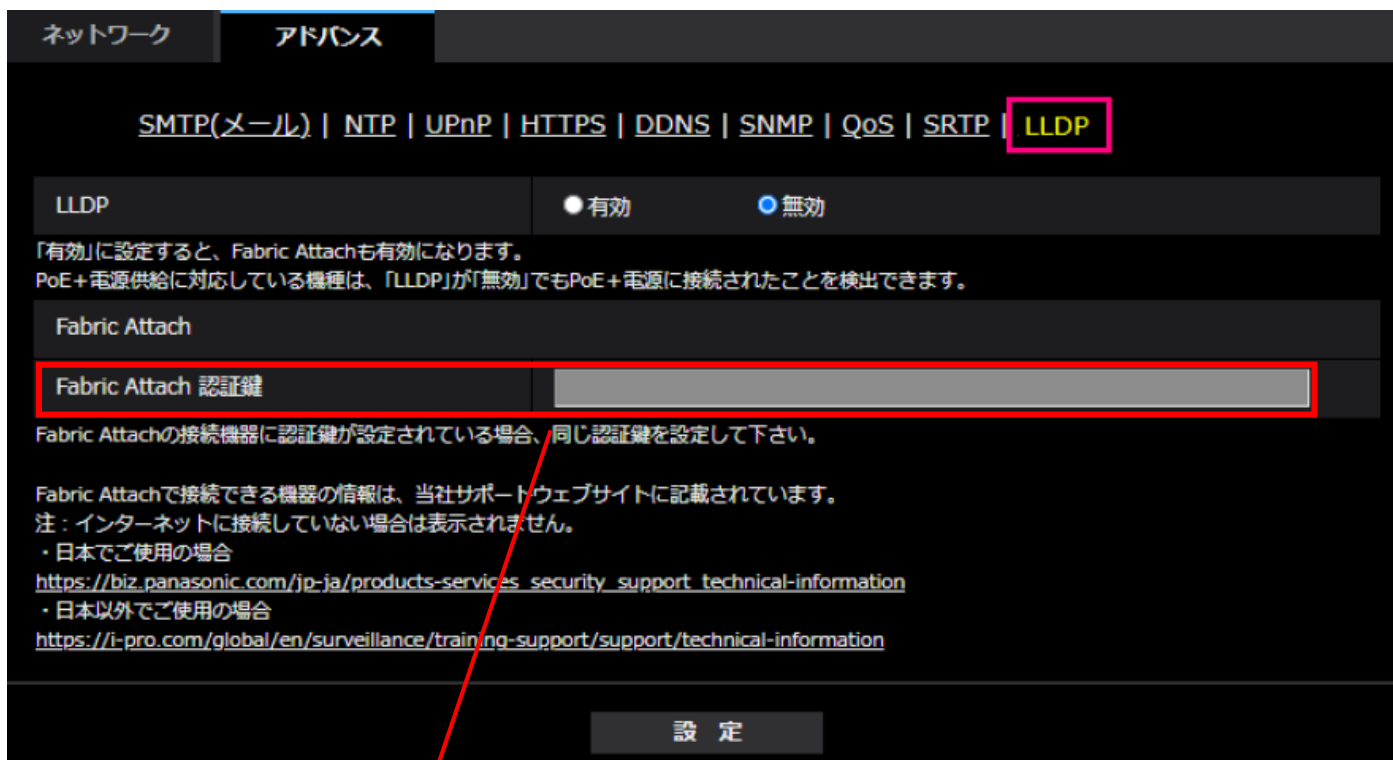 ネットワーク アドバンス
SMTP(メール) | NTP | UPnP | HTTPS | DDNS | SNMP | QoS | SRTP | LLDP
LLDP 有効 無効
「有効」に設定すると、Fabric Attachも有効になります。
PoE+電源供給に対応している機種は、「LLDP」が「無効」でもPoE+電源に接続されたことを検出できます。
Fabric Attach
Fabric Attach 認証鍵
Fabric Attachの接続機器に認証鍵が設定されている場合、同じ認証鍵を設定して下さい。
Fabric Attachで接続できる機器の情報は、当社サポートウェブサイトに記載されています。
注：インターネットに接続していない場合は表示されません。
・日本でご使用の場合
https://biz.panasonic.com/jp-ja/products-services_security_support_technical-information
・日本以外でご使用の場合
https://i-pro.com/global/en/surveillance/training-support/support/technical-information
設 定